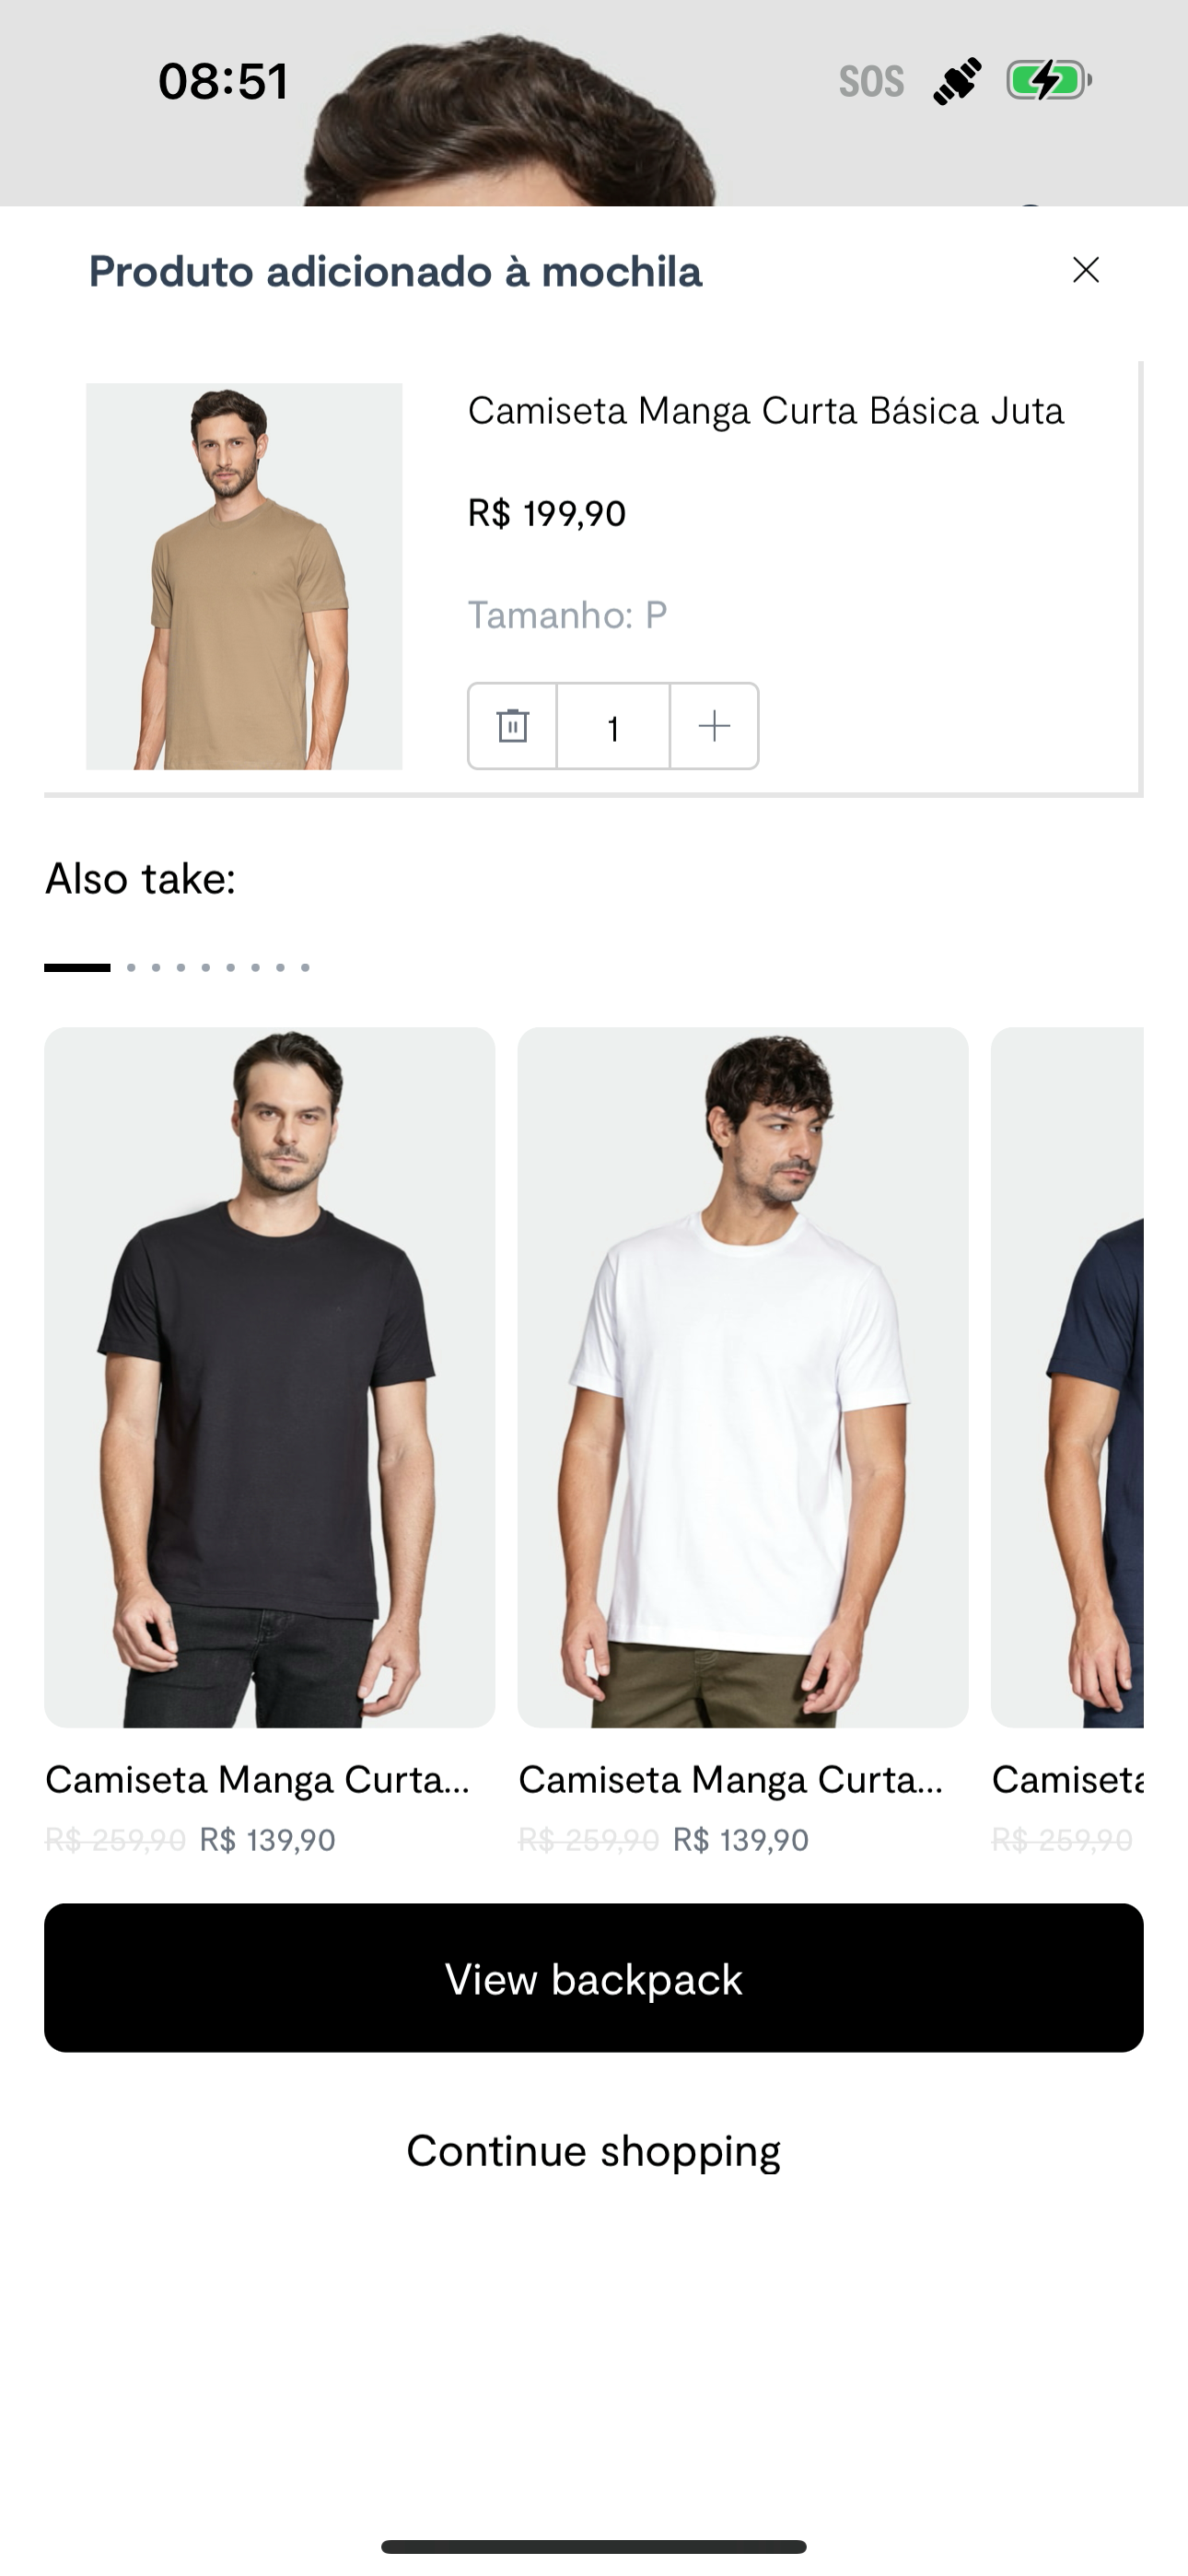 08:51
SOS
Produto adicionado à mochila
Camiseta Manga Curta Básica Juta
R$ 199,90
Tamanho: P
1
Also take:
Camiseta Manga Curta...
Camiseta Manga Curta...
Camiseta
R$ 259,90 R$ 139,90
R$ 259,90 R$ 139,90
R$ 259,90
View backpack
Continue shopping